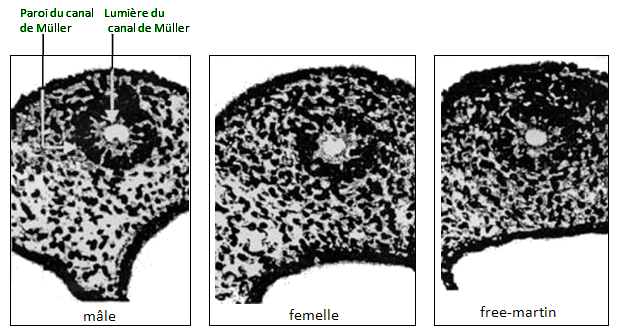 Paroi du canal
de Müller
Lumière du
canal de Müller
mâle
femelle
free-martin